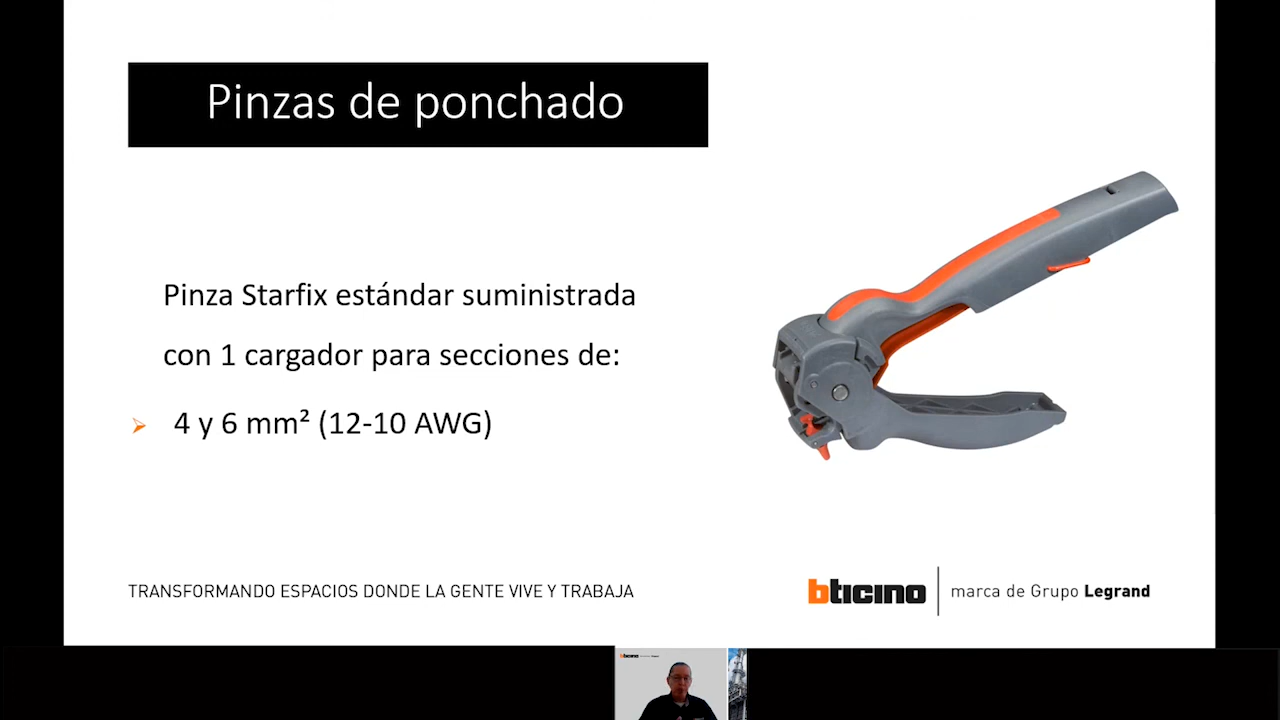 Pinzas de ponchado
Pinza Starfix estándar suministrada
con 1 cargador para secciones de:
4 y 6 mm² (12-10 AWG)
TRANSFORMANDO ESPACIOS DONDE LA GENTE VIVE Y TRABAJA
bticino
marca de Grupo Legrand
bticino